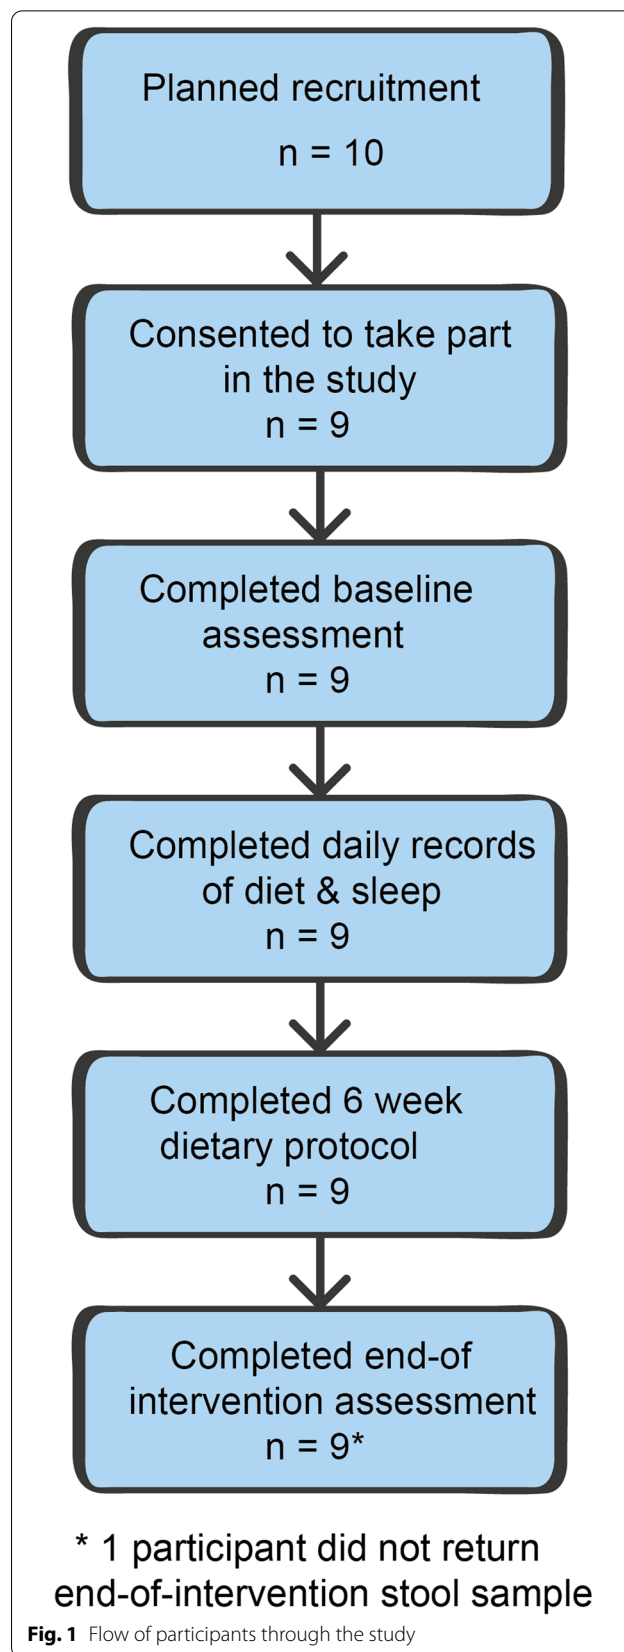 Planned recruitment
n = 10
Consented to take part
in the study
n = 9
Completed baseline
assessment
n = 9
Completed daily records
of diet & sleep
n = 9
Completed 6 week
dietary protocol
n = 9
Completed end-of
intervention assessment
n = 9*
* 1 participant did not return
end-of-intervention stool sample
Fig. 1 Flow of participants through the study